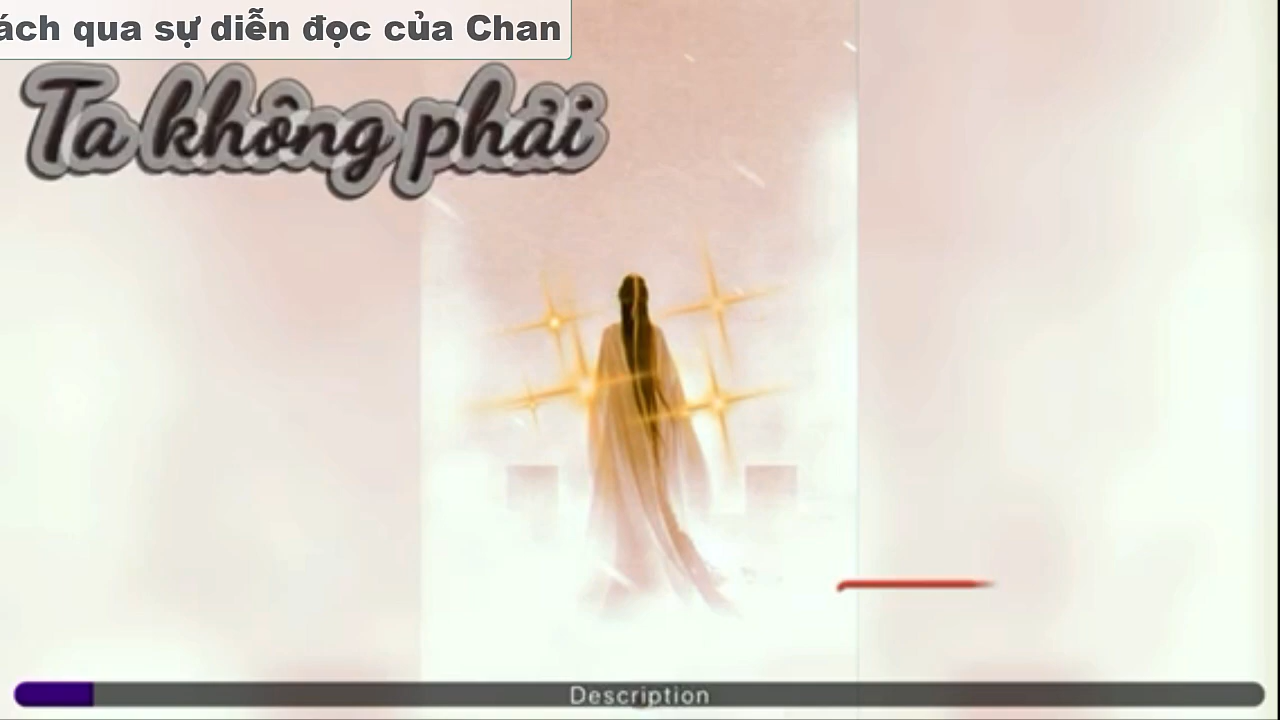 ách qua sự diễn đọc của Chan
Ta không phải
Description